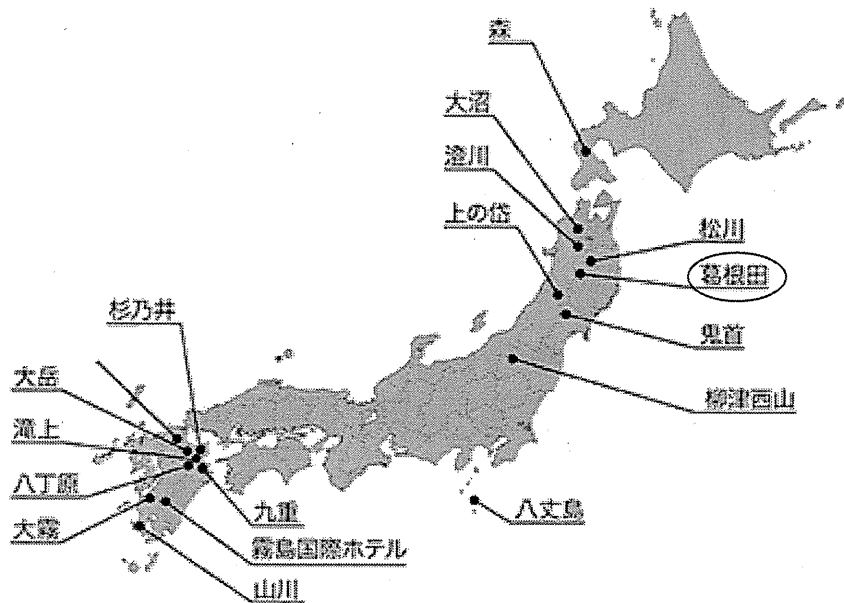 森
大沼
澄川
上の岱
松川
葛根田
鬼首
柳津西山
八丈島
杉乃井
大岳
滝上
八丁原
大霧
九重
霧島国際ホテル
山川